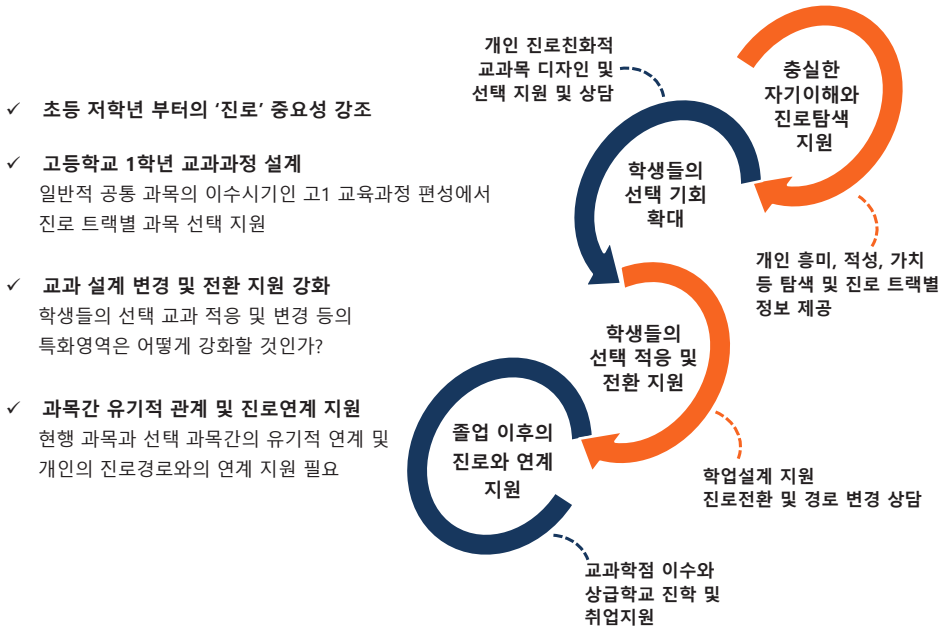 ✓ 초등 저학년 부터의 ‘진로’ 중요성 강조
✓ 고등학교 1학년 교과과정 설계
일반적 공통 과목의 이수시기인 고1 교육과정 편성에서
진로 트랙별 과목 선택 지원
✓ 교과 설계 변경 및 전환 지원 강화
학생들의 선택 교과 적응 및 변경 등의
특화영역은 어떻게 강화할 것인가?
✓ 과목간 유기적 관계 및 진로연계 지원
현행 과목과 선택 과목간의 유기적 연계 및
개인의 진로경로와의 연계 지원 필요
충실한
자기이해와
진로탐색
지원
개인 흥미, 적성, 가치
등 탐색 및 진로 트랙별
정보 제공
개인 진로친화적
교과목 디자인 및
선택 지원 및 상담
학생들의
선택 기회
확대
학생들의
선택 적응 및
전환 지원
학업설계 지원
진로전환 및 경로 변경 상담
졸업 이후의
진로와 연계
지원
교과학점 이수와
상급학교 진학 및
취업지원